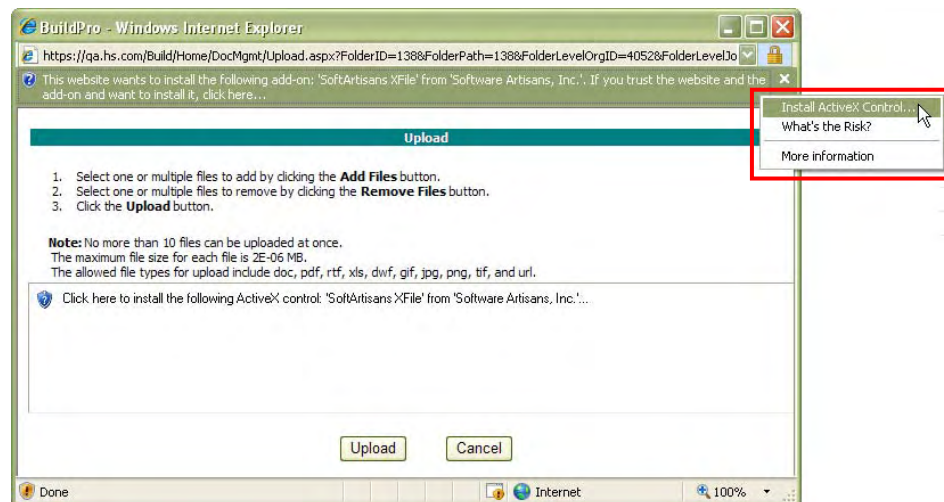 BuildPro - Windows Internet Explorer
https://qa.hs.com/Build/Home/DocMgmt/Upload.aspx?FolderID=1388&FolderPath=1388&FolderLevelOrgID=40528&FolderLevelJo
This website wants to install the following add-on: 'SoftArtisans XFile' from 'Software Artisans, Inc.'. If you trust the website and the
add-on and want to install it, click here...
Install ActiveX Control...
What's the Risk?
More information
Upload
1. Select one or multiple files to add by clicking the Add Files button.
2. Select one or multiple files to remove by clicking the Remove Files button.
3. Click the Upload button.
Note: No more than 10 files can be uploaded at once.
The maximum file size for each file is 2E-06 MB.
The allowed file types for upload include doc, pdf, rtf, xls, dwf, gif, jpg, png, tif, and url.
Click here to install the following ActiveX control: 'SoftArtisans XFile' from 'Software Artisans, Inc.'...
Upload Cancel
Done Internet 100%